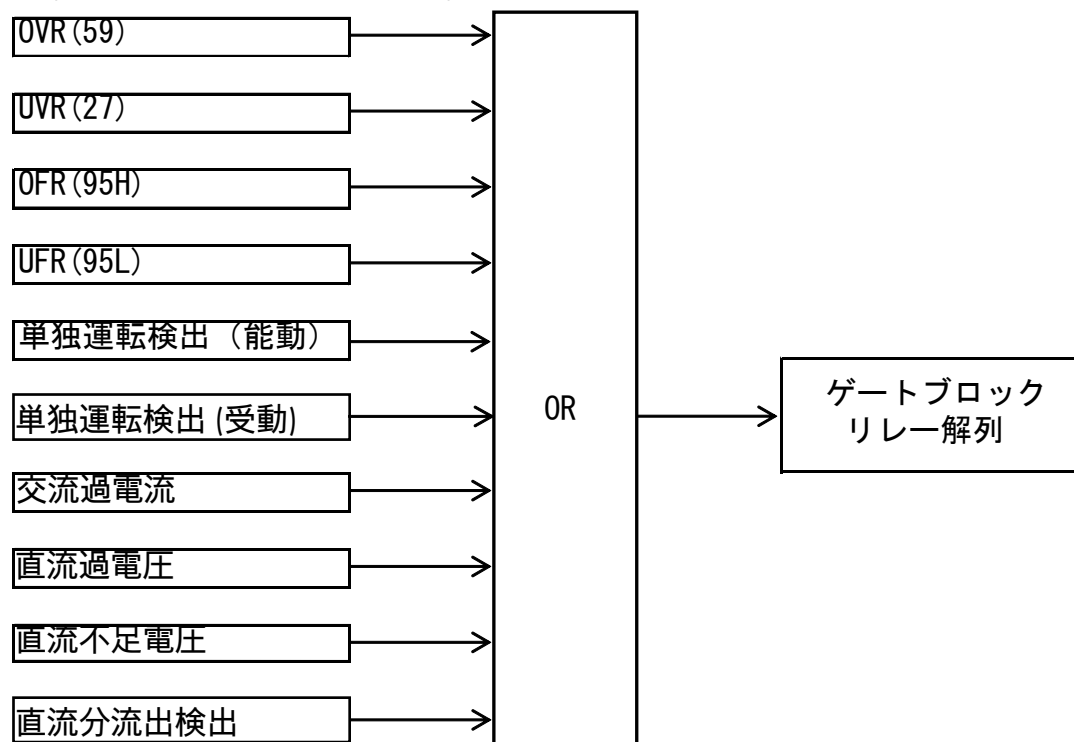 OVR(59)
UVR(27)
OFR(95H)
UFR(95L)
単独運転検出（能動）
単独運転検出(受動)
交流過電流
直流過電圧
直流不足電圧
直流分流出検出
OR
ゲートブロック
リレー解列